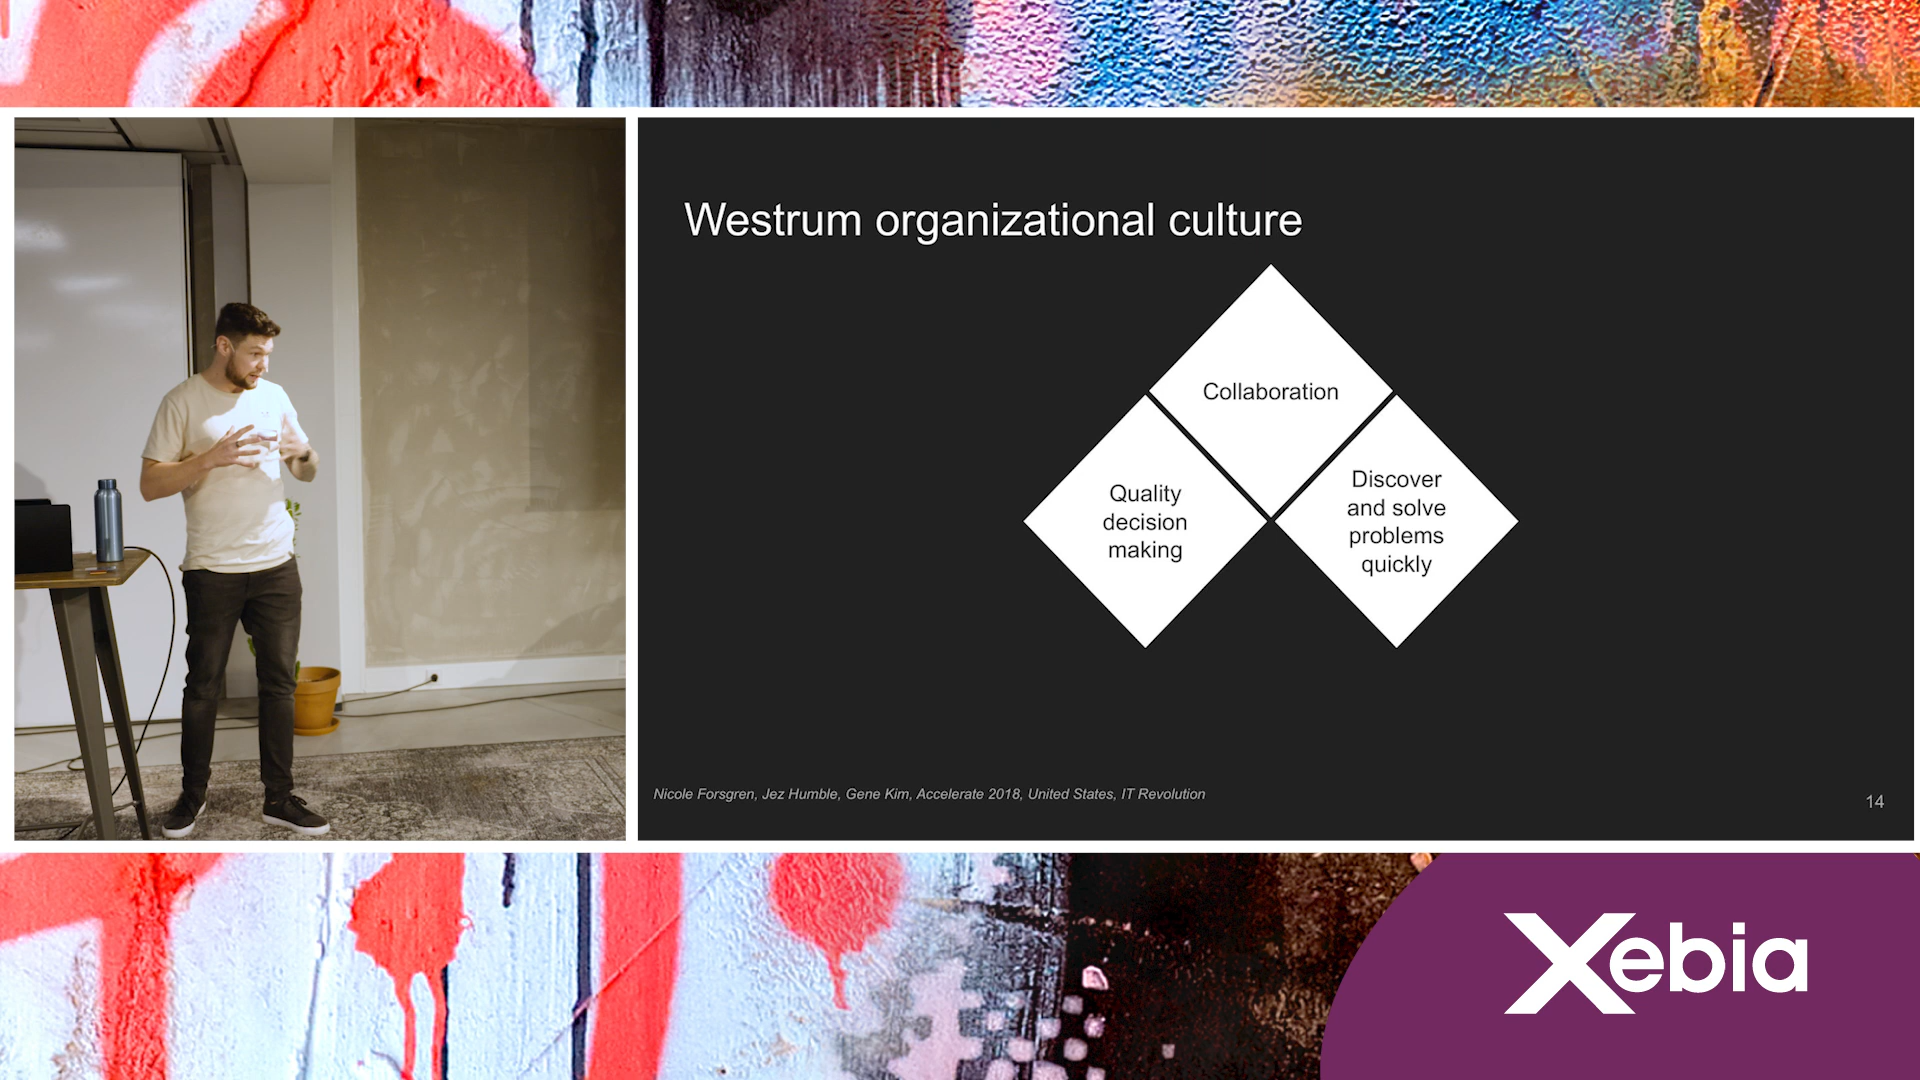 Westrum organizational culture
Collaboration
Quality
decision
making
Discover
and solve
problems
quickly
Nicole Forsgren, Jez Humble, Gene Kim, Accelerate 2018, United States, IT Revolution
14
Xebia